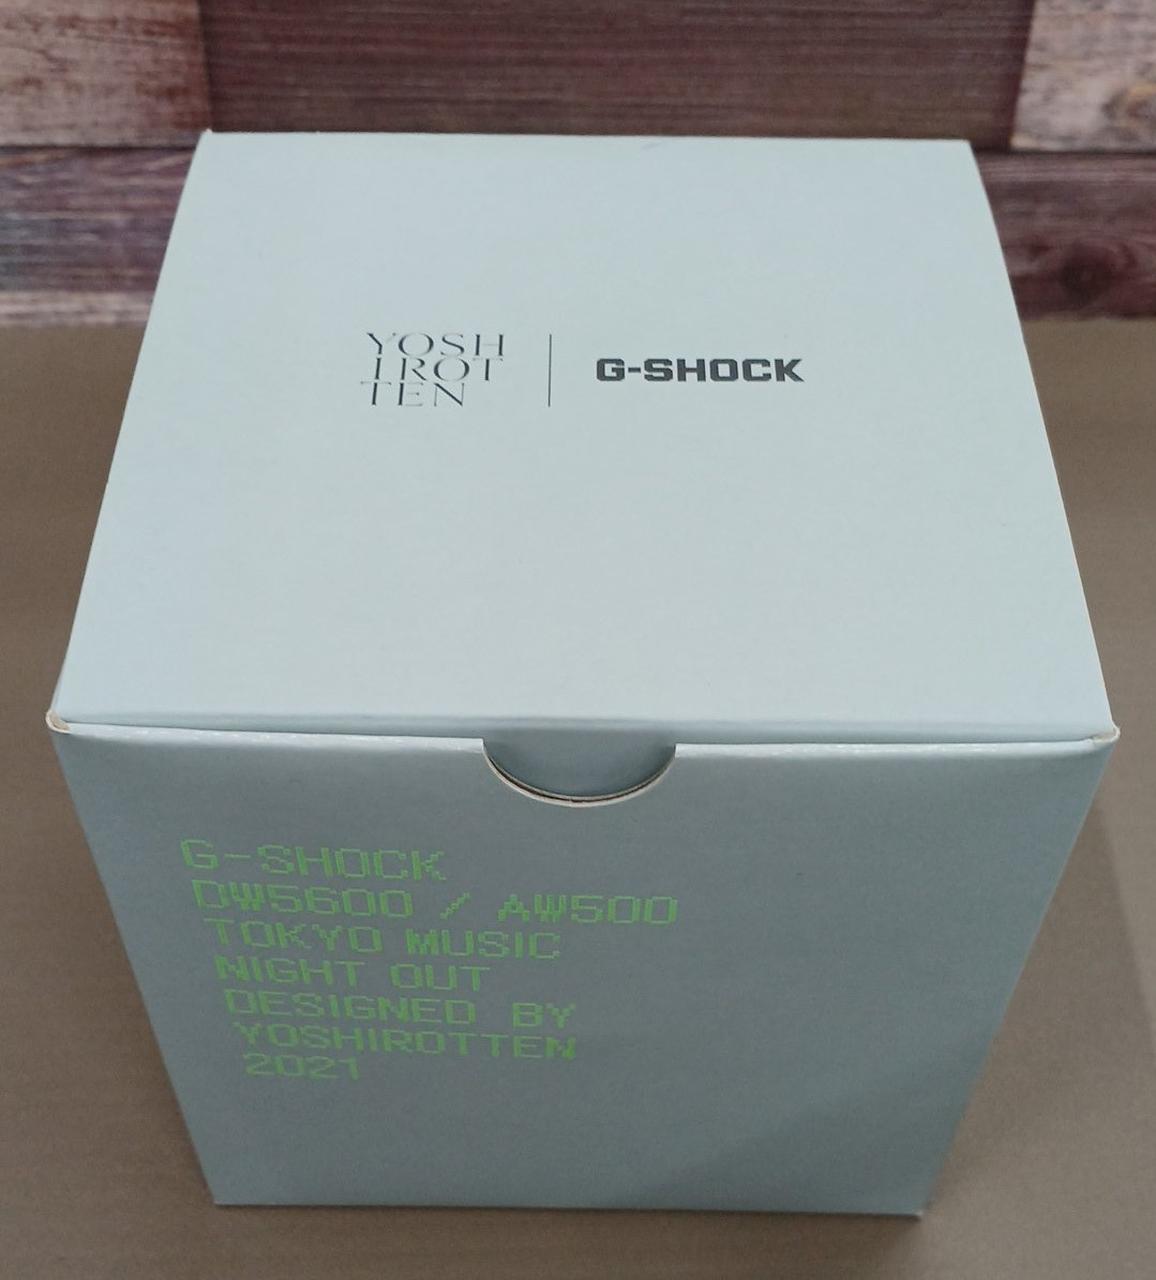 YOSH
IROT
TEN
G-SHOCK
G-SHOCK
DW5600 / AW500
TOKYO MUSIC
NIGHT OUT
DESIGNED BY
YOSHIROTTEN
2021